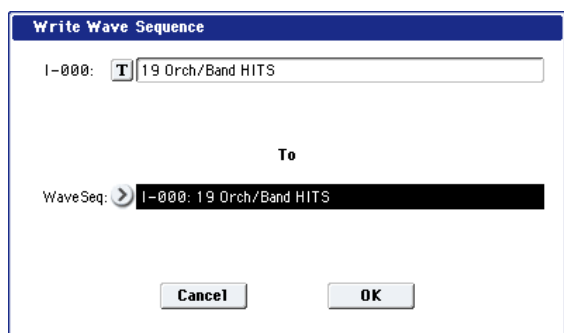 Write Wave Sequence
I-000: T 19 Orch/Band HITS
To
WaveSeq: I-000: 19 Orch/Band HITS
Cancel OK